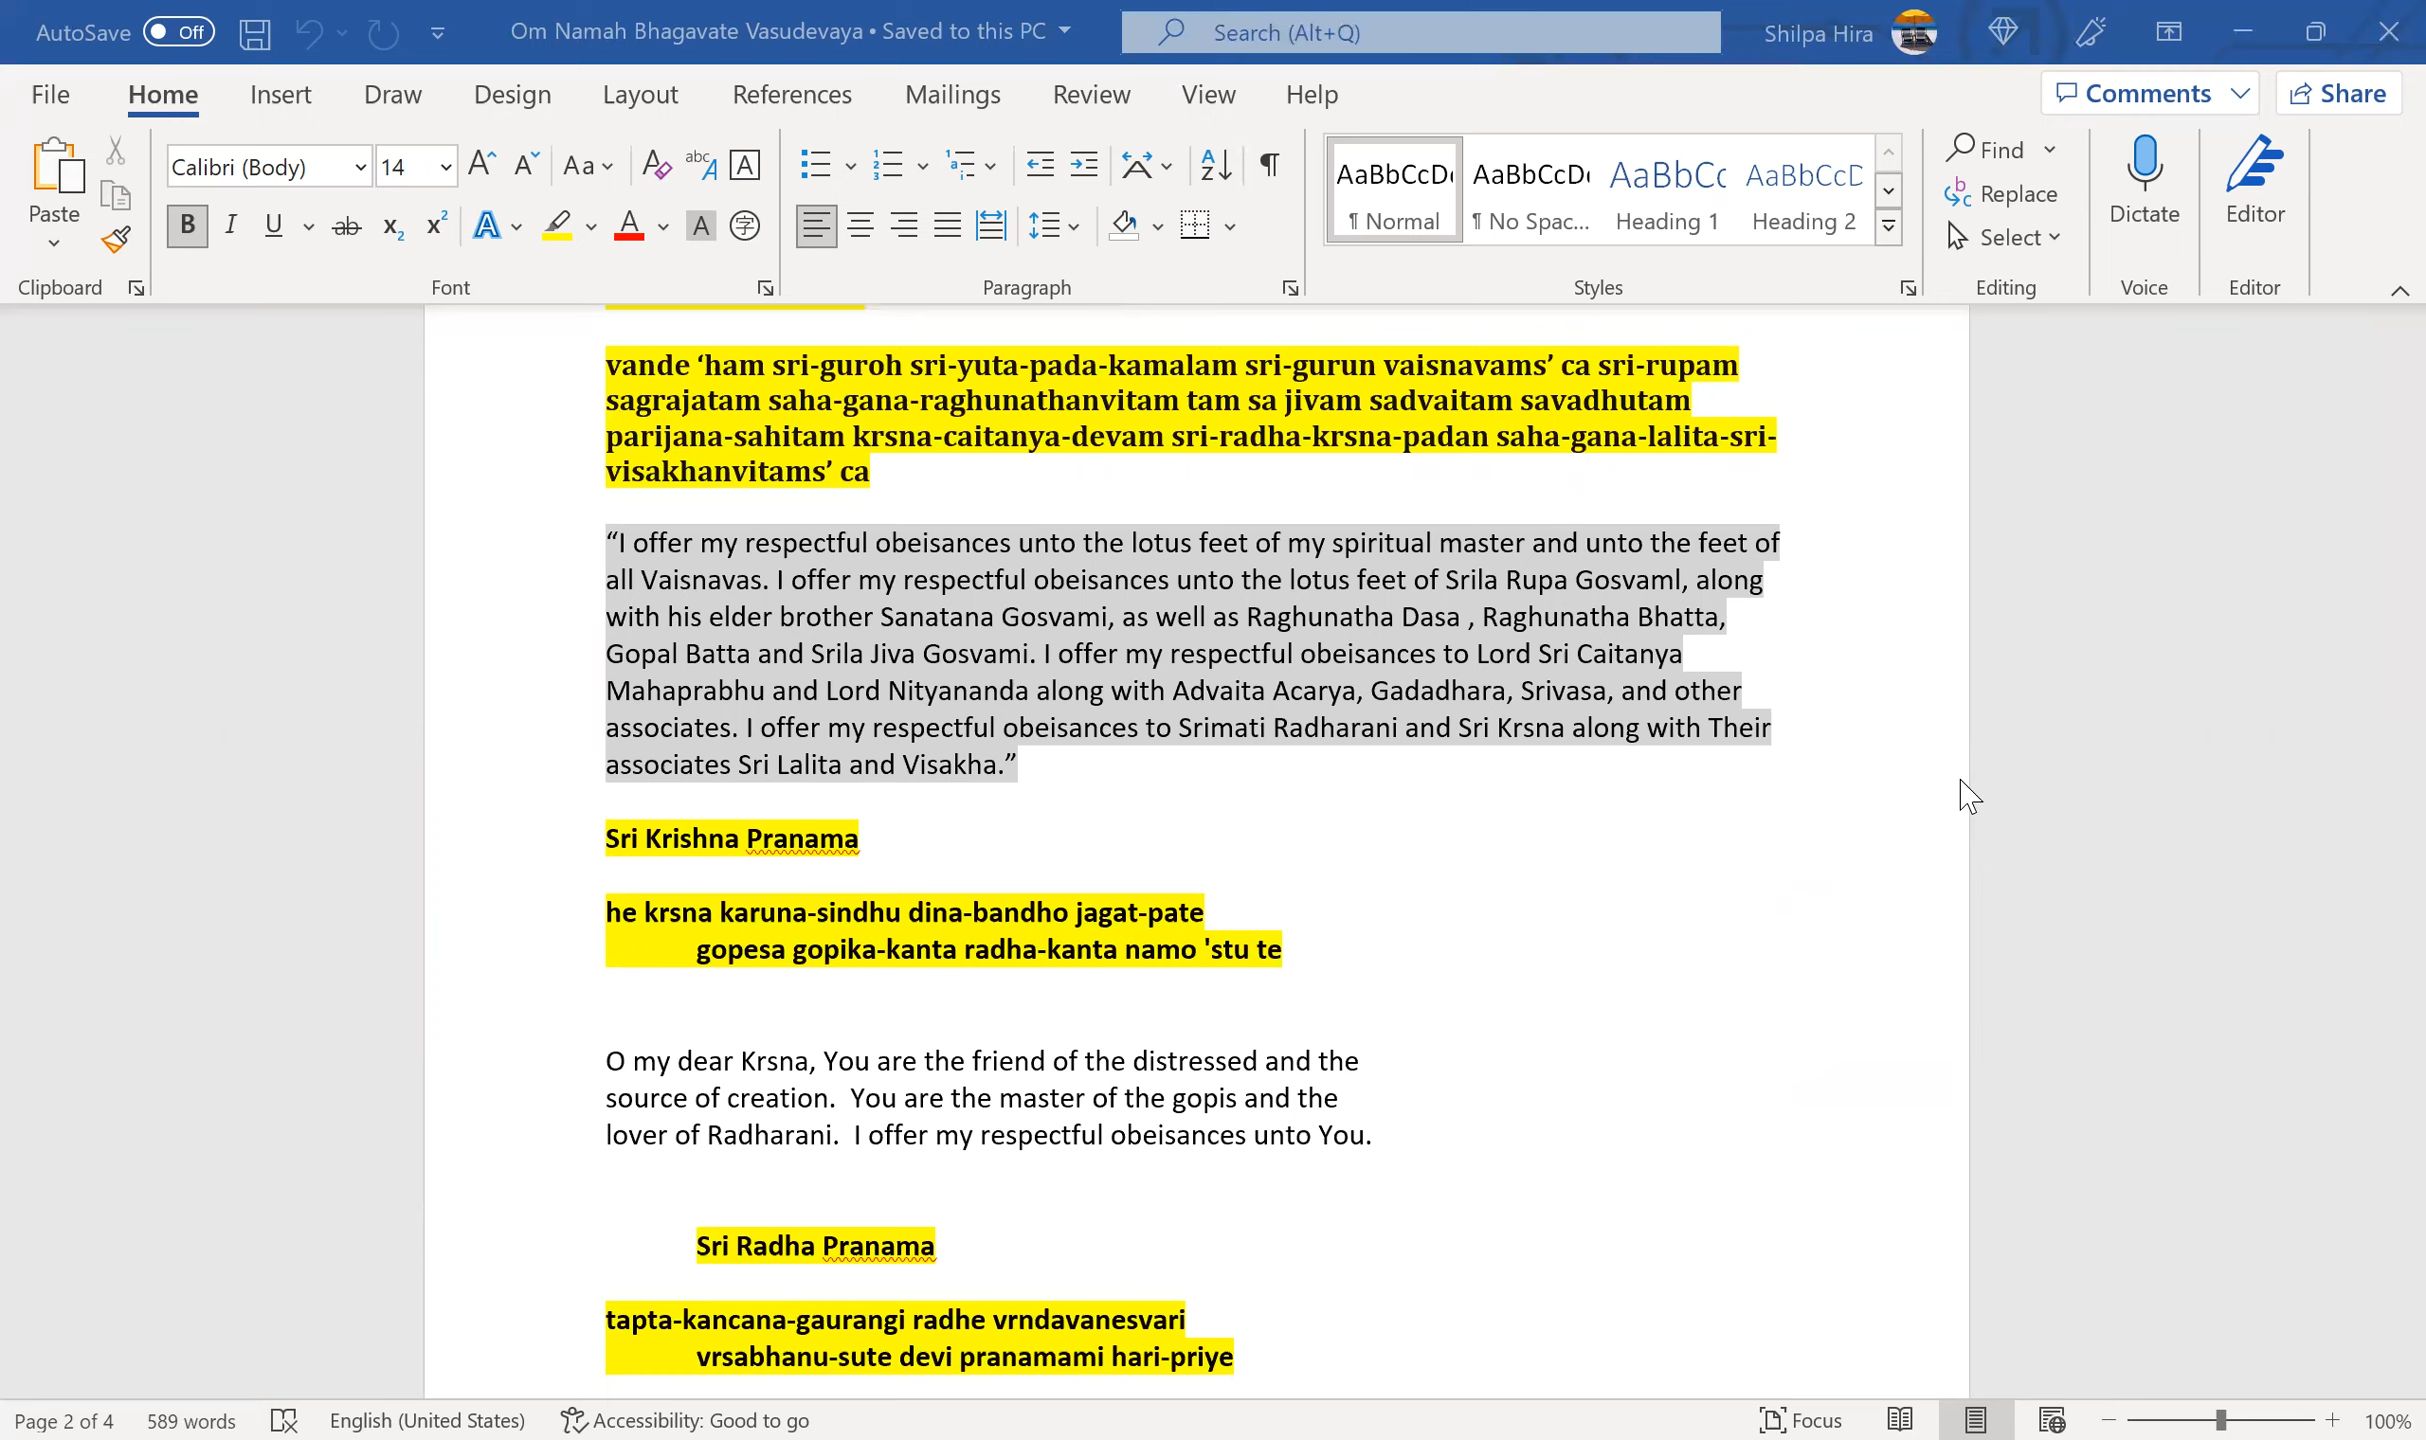 AutoSave Off Om Namah Bhagavate Vasudevaya • Saved to this PC Search (Alt+Q) Shilpa Hira
File Home Insert Draw Design Layout References Mailings Review View Help Comments Share
Paste Calibri (Body) 14 Aa AaBbCcDd AaBbCcDd AaBbCc AaBbCcD Find Replace Select Dictate Editor
¶ Normal ¶ No Spac... Heading 1 Heading 2
Clipboard Font Paragraph Styles Editing Voice Editor
vande ‘ham sri-guroh sri-yuta-pada-kamalam sri-gurun vaisnavams’ ca sri-rupam
sagrajatam saha-gana-raghunathanvitam tam sa jivam sadvaitam savadhutam
parijana-sahitam krsna-caitanya-devam sri-radha-krsna-padan saha-gana-lalita-sri-
visakhanvitams’ ca
“I offer my respectful obeisances unto the lotus feet of my spiritual master and unto the feet of
all Vaisnavas. I offer my respectful obeisances unto the lotus feet of Srila Rupa Gosvaml, along
with his elder brother Sanatana Gosvami, as well as Raghunatha Dasa , Raghunatha Bhatta,
Gopal Batta and Srila Jiva Gosvami. I offer my respectful obeisances to Lord Sri Caitanya
Mahaprabhu and Lord Nityananda along with Advaita Acarya, Gadadhara, Srivasa, and other
associates. I offer my respectful obeisances to Srimati Radharani and Sri Krsna along with Their
associates Sri Lalita and Visakha.”
Sri Krishna Pranama
he krsna karuna-sindhu dina-bandho jagat-pate
gopesa gopika-kanta radha-kanta namo 'stu te
O my dear Krsna, You are the friend of the distressed and the
source of creation.  You are the master of the gopis and the
lover of Radharani.  I offer my respectful obeisances unto You.
Sri Radha Pranama
tapta-kancana-gaurangi radhe vrndavanesvari
vrsabhanu-sute devi pranamami hari-priye
Page 2 of 4 589 words English (United States) Accessibility: Good to go Focus 100%